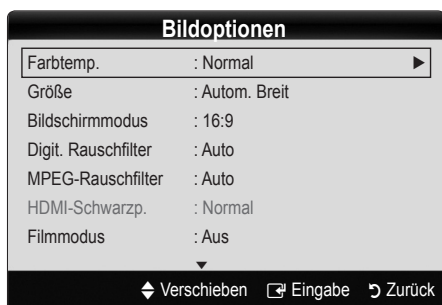 Bildoptionen
Farbtemp. : Normal
Größe : Autom. Breit
Bildschirmmodus : 16:9
Digit. Rauschfilter : Auto
MPEG-Rauschfilter : Auto
HDMI-Schwarzp. : Normal
Filmmodus : Aus
Verschieben Eingabe Zurück